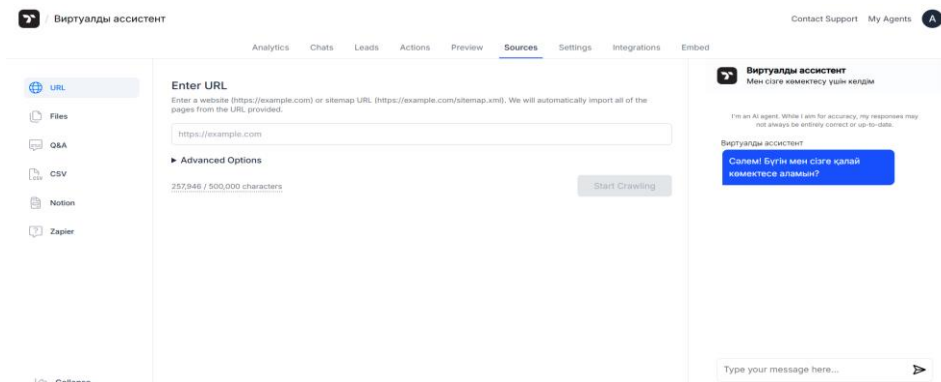 / Виртуалды ассистент
Contact Support My Agents A
Analytics Chats Leads Actions Preview Sources Settings Integrations Embed
URL
Files
Q&A
CSV
Notion
Zapier
Collapse
Enter URL
Enter a website (https://example.com) or sitemap URL (https://example.com/sitemap.xml). We will automatically import all of the
pages from the URL provided.
https://example.com
▶ Advanced Options
257,946 / 500,000 characters
Start Crawling
Виртуалды ассистент
Мен сізге көмектесу үшін келдім
I'm an AI agent. While I aim for accuracy, my responses may
not always be entirely correct or up-to-date.
Виртуалды ассистент
Сәлем! Бүгін мен сізге қалай
көмектесе аламын?
Type your message here...